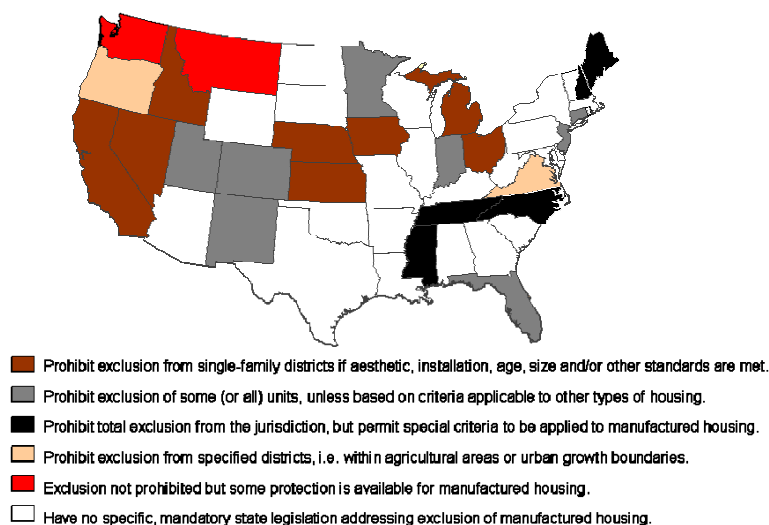 Prohibit exclusion from single-family districts if aesthetic, installation, age, size and/or other standards are met.
Prohibit exclusion of some (or all) units, unless based on criteria applicable to other types of housing.
Prohibit total exclusion from the jurisdiction, but permit special criteria to be applied to manufactured housing.
Prohibit exclusion from specified districts, i.e. within agricultural areas or urban growth boundaries.
Exclusion not prohibited but some protection is available for manufactured housing.
Have no specific, mandatory state legislation addressing exclusion of manufactured housing.